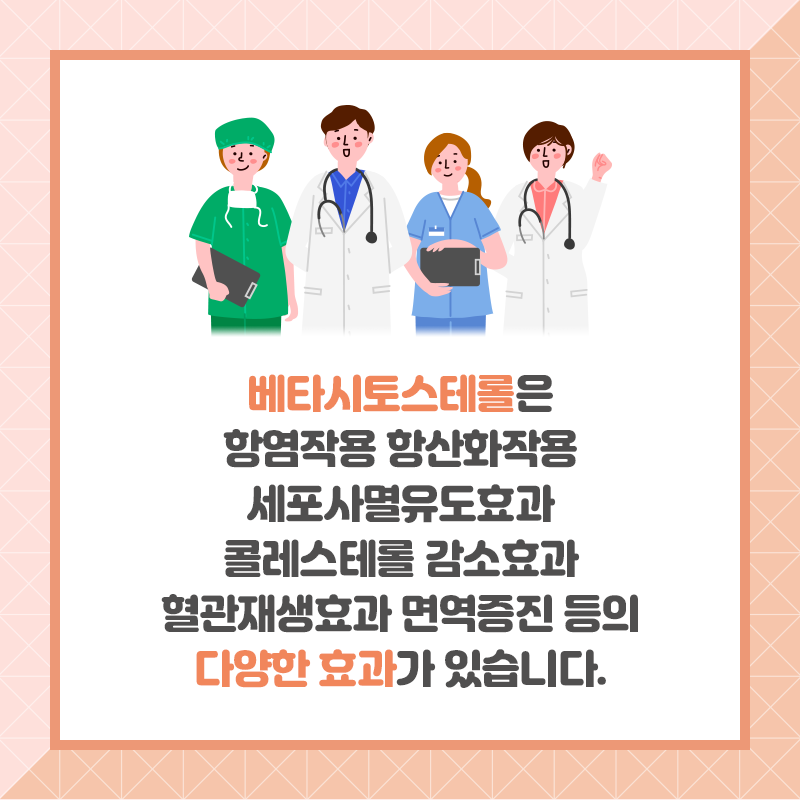 베타시토스테롤은
항염작용 항산화작용
세포사멸유도효과
콜레스테롤 감소효과
혈관재생효과 면역증진 등의
다양한 효과가 있습니다.